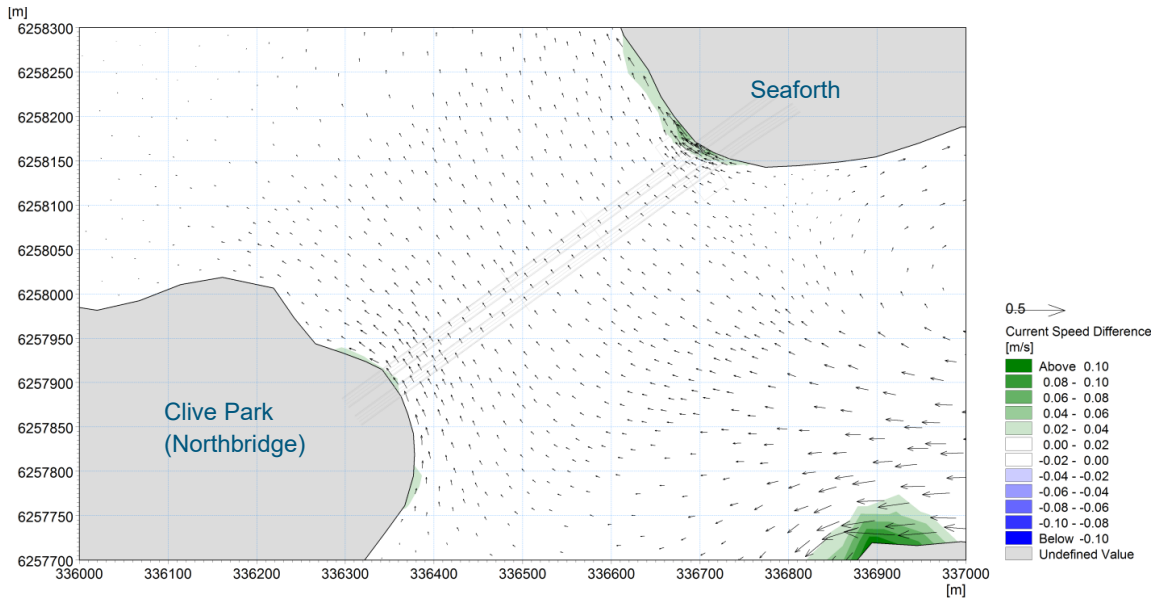 [m]
6258300
6258250
6258200
6258150
6258100
6258050
6258000
6257950
6257900
6257850
6257800
6257750
6257700
Seaforth
Clive Park
(Northbridge)
336000 336100 336200 336300 336400 336500 336600 336700 336800 336900 337000
[m]
0.5
Current Speed Difference
[m/s]
Above 0.10
0.08 - 0.10
0.06 - 0.08
0.04 - 0.06
0.02 - 0.04
0.00 - 0.02
-0.02 - 0.00
-0.04 - -0.02
-0.06 - -0.04
-0.08 - -0.06
-0.10 - -0.08
Below -0.10
Undefined Value